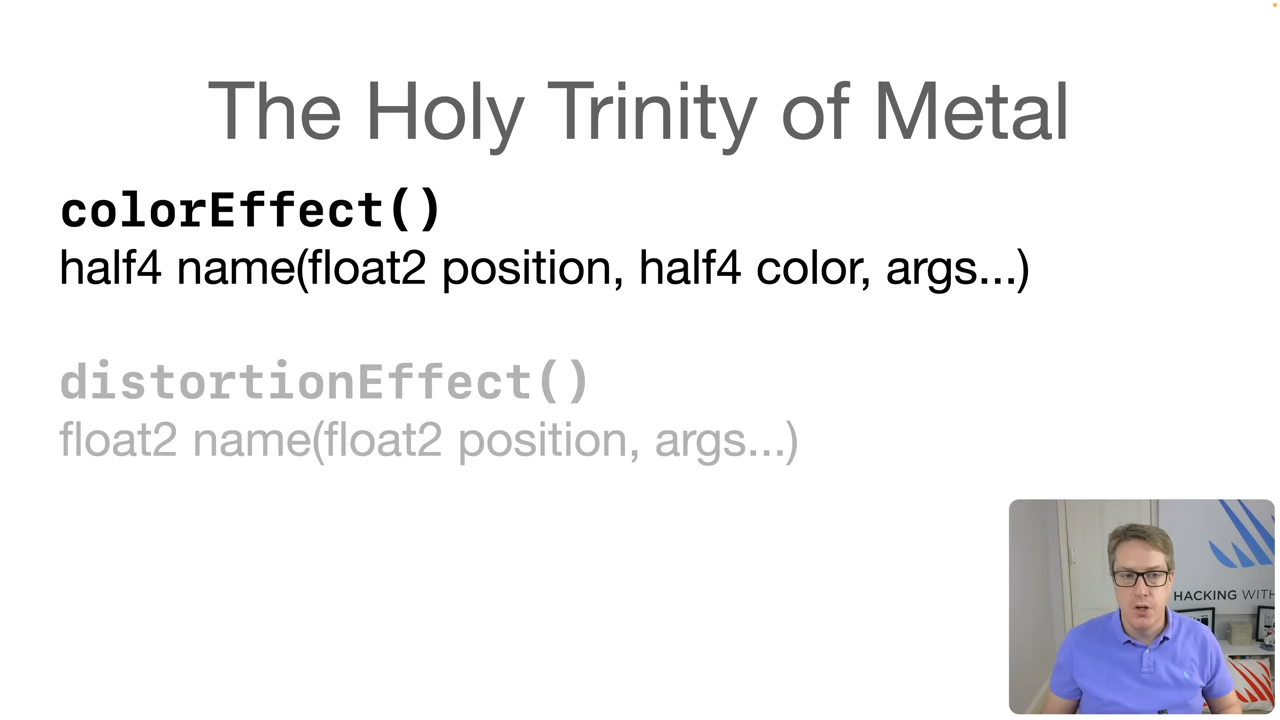 The Holy Trinity of Metal
colorEffect()
half4 name(float2 position, half4 color, args...)
distortionEffect()
float2 name(float2 position, args...)
HACKING WITH